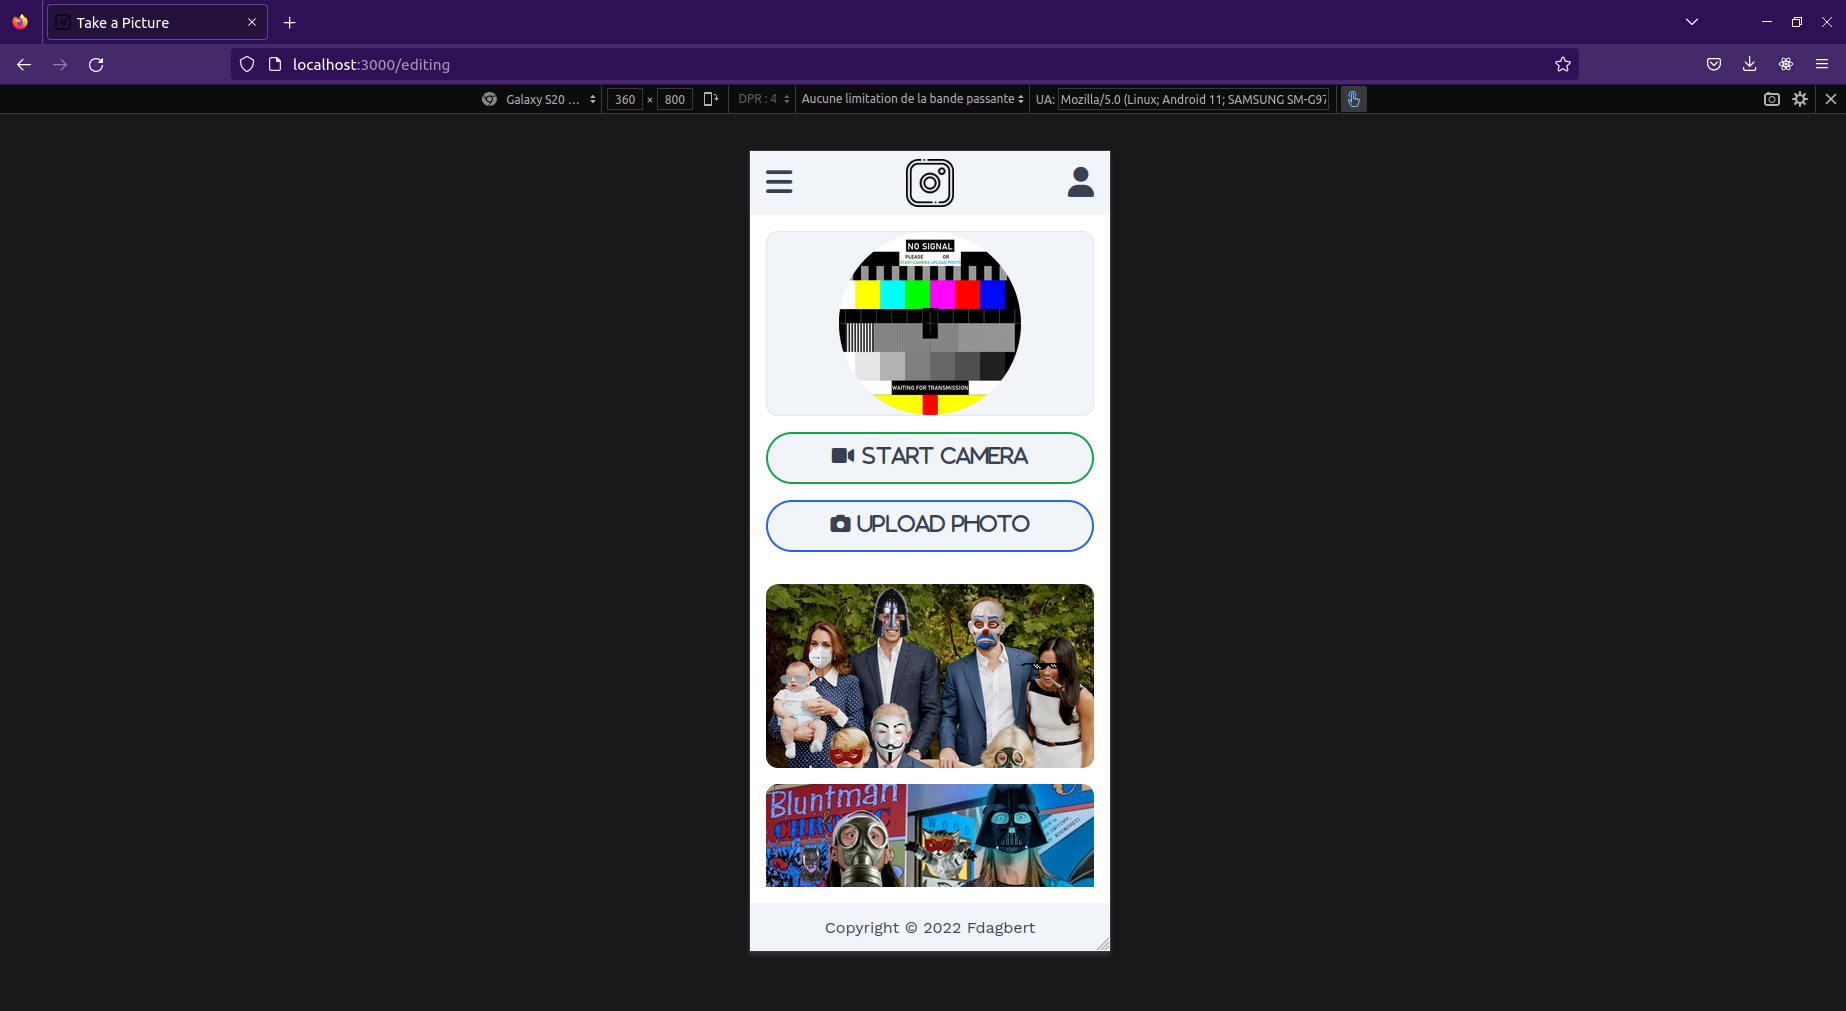 Take a Picture
localhost:3000/editing
Galaxy S20 ...
360 × 800
DPR : 4
Aucune limitation de la bande passante
UA: Mozilla/5.0 (Linux; Android 11; SAMSUNG SM-G97
NO SIGNAL
PLEASE OR
START CAMERA UPLOAD PHOTO
WAITING FOR TRANSMISSION
START CAMERA
UPLOAD PHOTO
Bluntman
CHRONIC
Copyright © 2022 Fdagbert